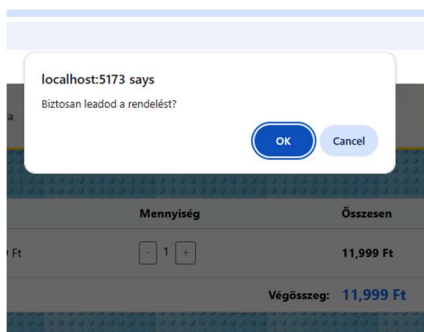 localhost:5173 says
Biztosan leadod a rendelést?
OK Cancel
a
Mennyiség Összesen
Ft - 1 + 11,999 Ft
Végösszeg: 11,999 Ft